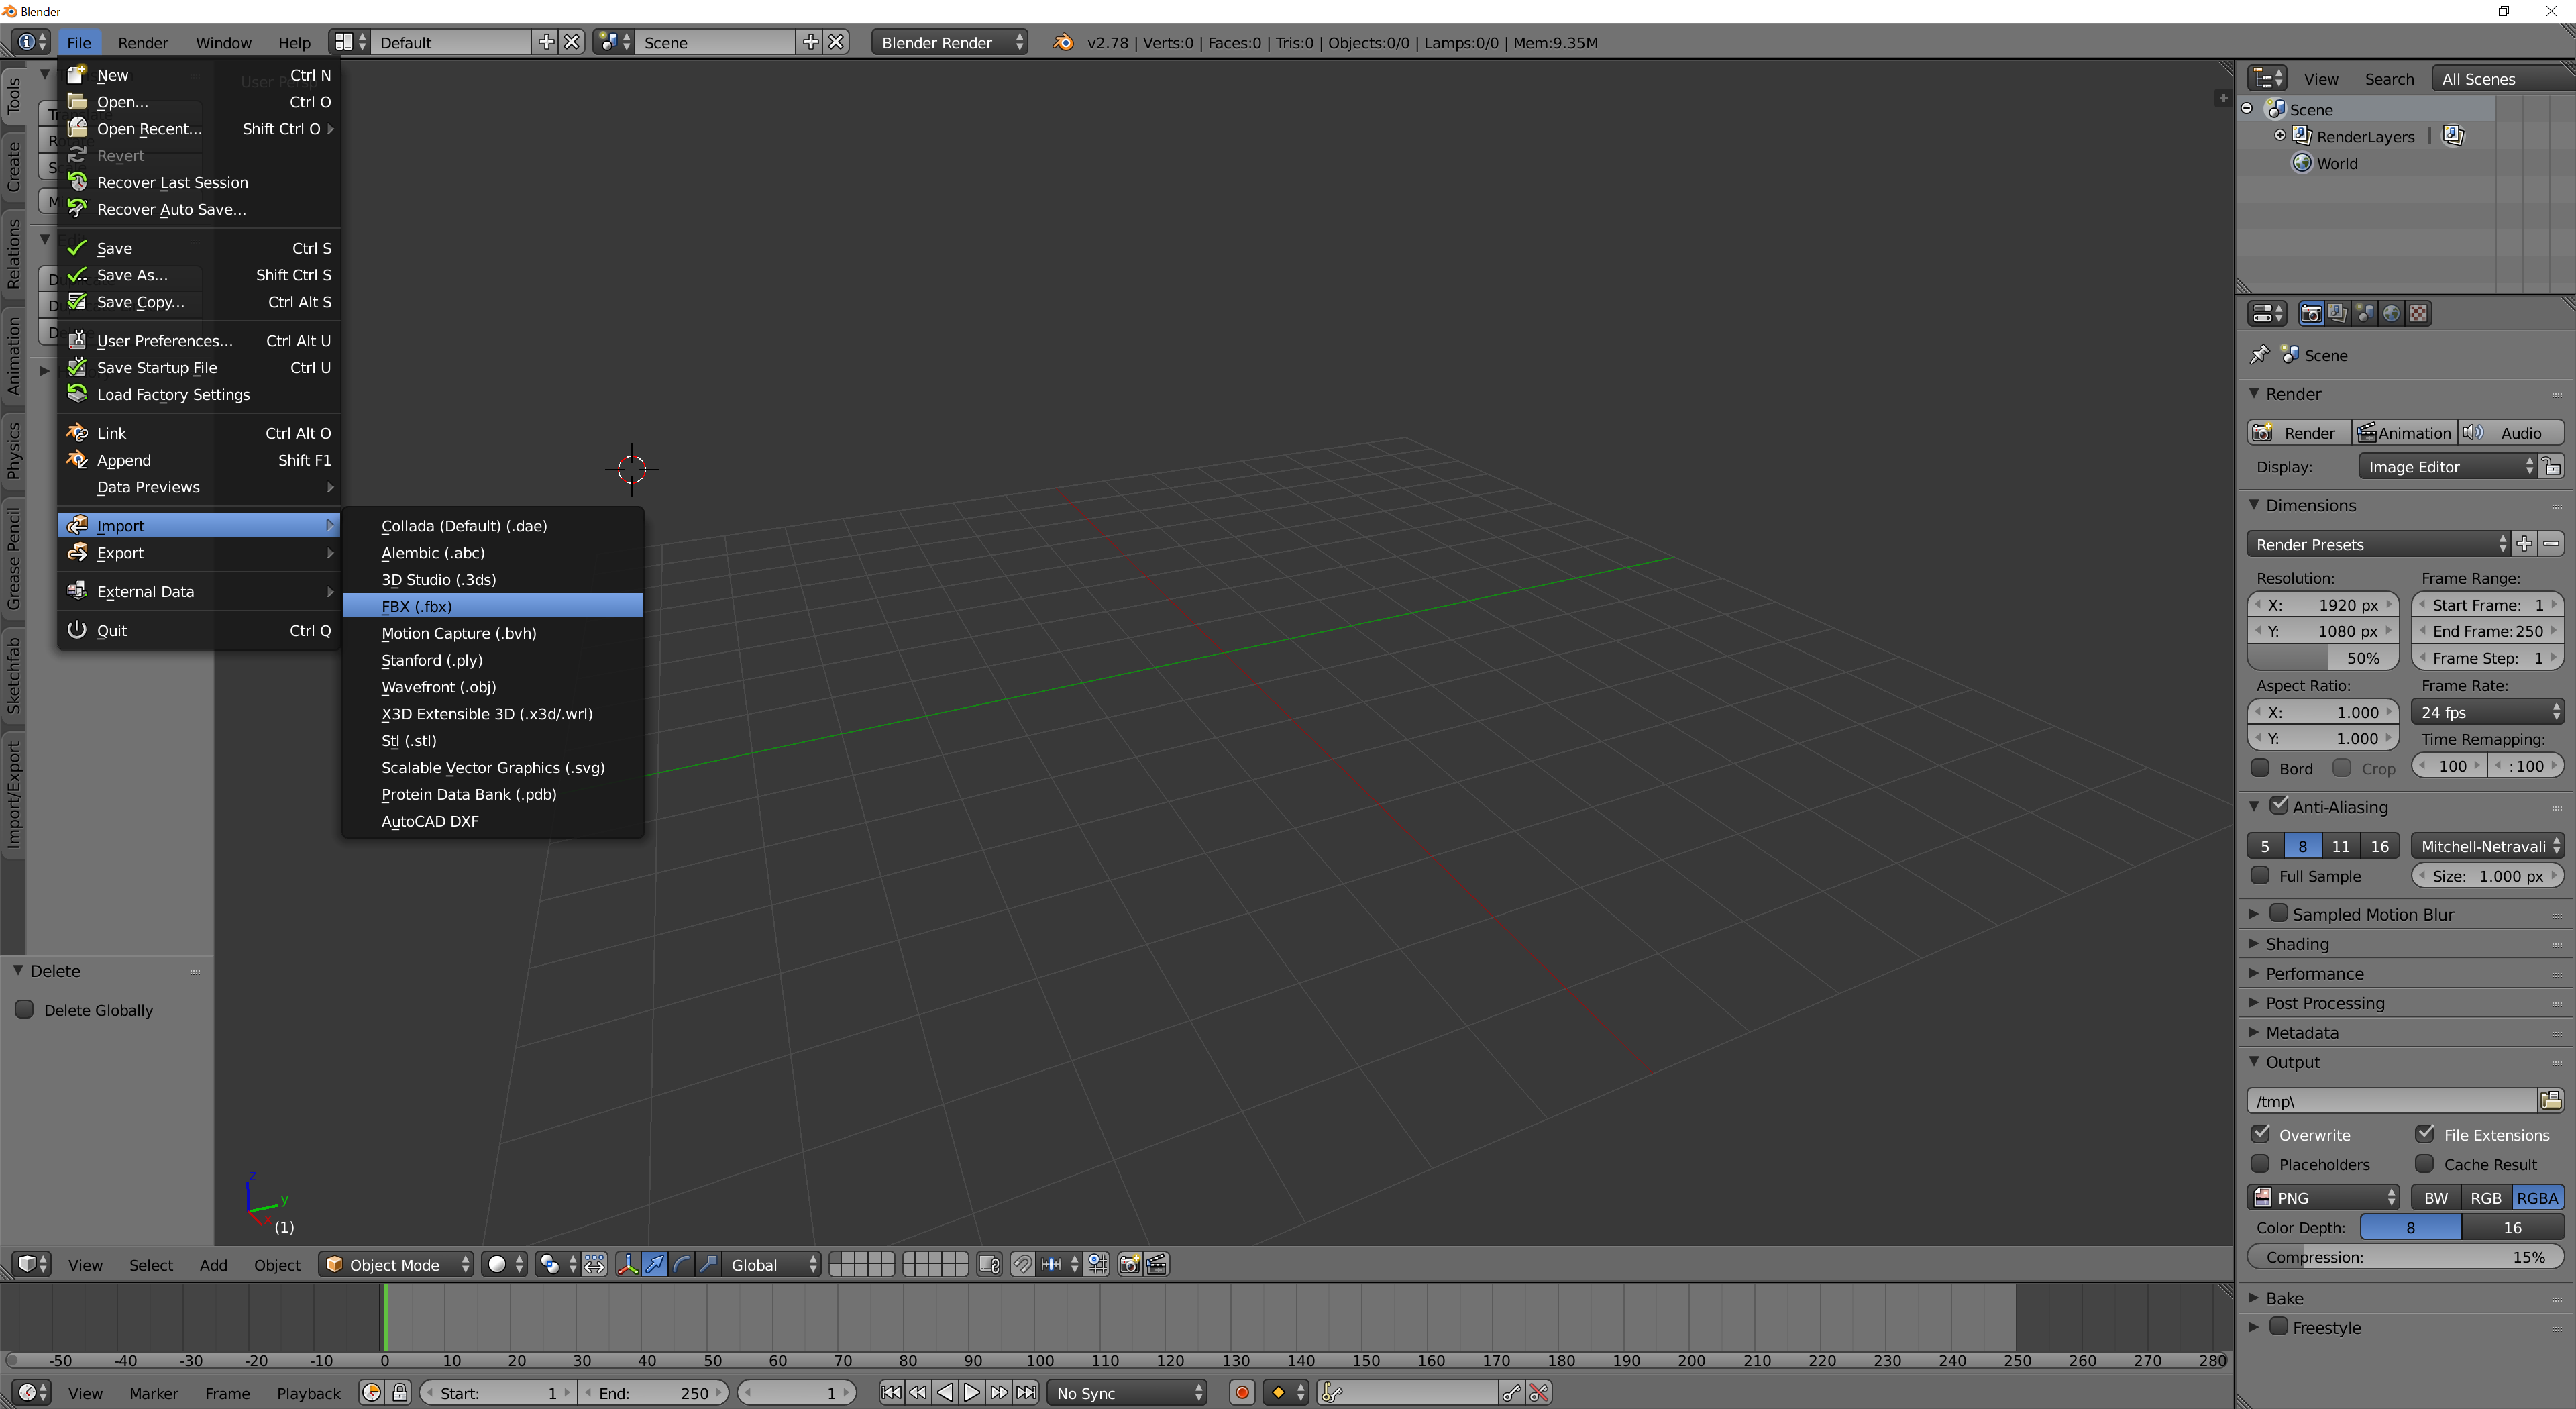 Blender
File Render Window Help Default Scene Blender Render v2.78 | Verts:0 | Faces:0 | Tris:0 | Objects:0/0 | Lamps:0/0 | Mem:9.35M
New Ctrl N
Open... Ctrl O
Open Recent... Shift Ctrl O
Revert
Recover Last Session
Recover Auto Save...
Save Ctrl S
Save As... Shift Ctrl S
Save Copy... Ctrl Alt S
User Preferences... Ctrl Alt U
Save Startup File Ctrl U
Load Factory Settings
Link Ctrl Alt O
Append Shift F1
Data Previews
Import
Export
External Data
Quit Ctrl Q
Collada (Default) (.dae)
Alembic (.abc)
3D Studio (.3ds)
FBX (.fbx)
Motion Capture (.bvh)
Stanford (.ply)
Wavefront (.obj)
X3D Extensible 3D (.x3d/.wrl)
Stl (.stl)
Scalable Vector Graphics (.svg)
Protein Data Bank (.pdb)
AutoCAD DXF
Tools
Create
Relations
Animation
Physics
Grease Pencil
Sketchfab
Import/Export
User Persp
Delete
Delete Globally
z
y
x
(1)
View Select Add Object Object Mode Global
-50 -40 -30 -20 -10 0 10 20 30 40 50 60 70 80 90 100 110 120 130 140 150 160 170 180 190 200 210 220 230 240 250 260 270 280
View Marker Frame Playback Start: 1 End: 250 1 No Sync
View Search All Scenes
Scene
RenderLayers |
World
Scene
Render
Render Animation Audio
Display: Image Editor
Dimensions
Render Presets
Resolution: Frame Range:
X: 1920 px Start Frame: 1
Y: 1080 px End Frame: 250
50% Frame Step: 1
Aspect Ratio: Frame Rate:
X: 1.000 24 fps
Y: 1.000 Time Remapping:
Bord Crop 100 : 100
Anti-Aliasing
5 8 11 16 Mitchell-Netravali
Full Sample Size: 1.000 px
Sampled Motion Blur
Shading
Performance
Post Processing
Metadata
Output
/tmp\
Overwrite File Extensions
Placeholders Cache Result
PNG BW RGB RGBA
Color Depth: 8 16
Compression: 15%
Bake
Freestyle